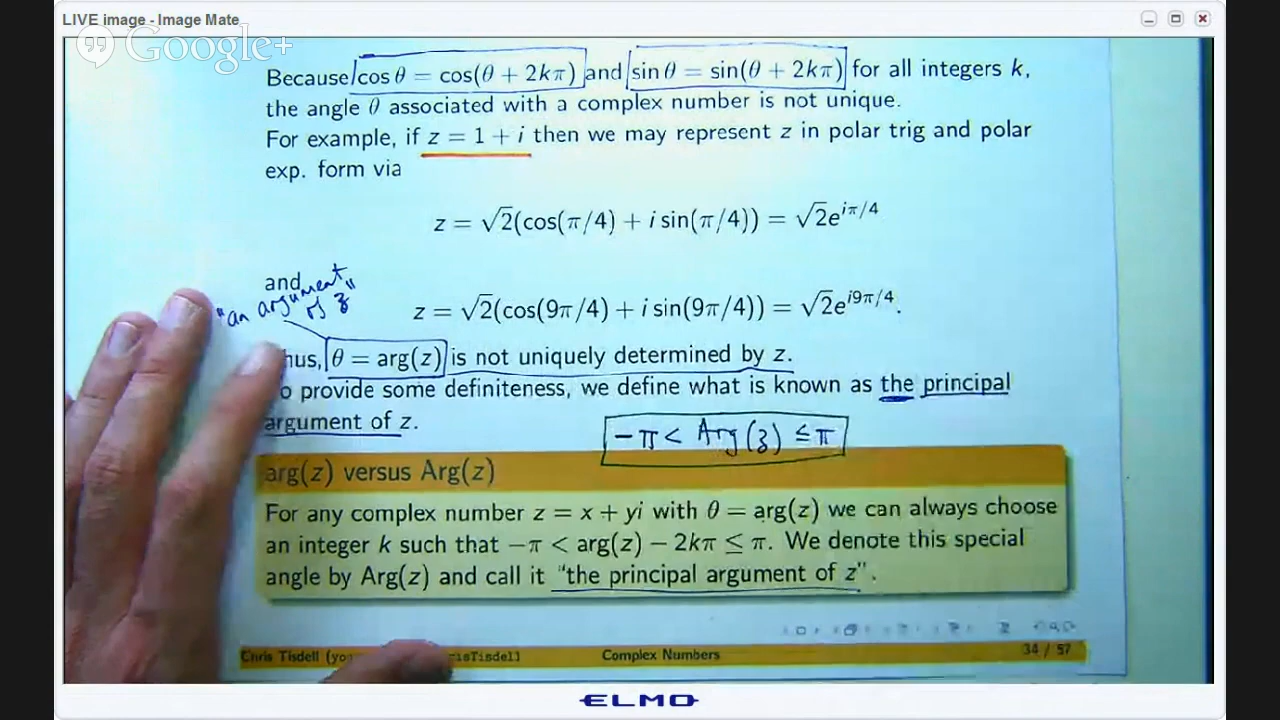 LIVE image - Image Mate
Google+
Because cos θ = cos(θ + 2kπ) and sin θ = sin(θ + 2kπ) for all integers k,
the angle θ associated with a complex number is not unique.
For example, if z = 1 + i then we may represent z in polar trig and polar
exp. form via
z = √2(cos(π/4) + i sin(π/4)) = √2e^{iπ/4}
and
"an argument
of z"
z = √2(cos(9π/4) + i sin(9π/4)) = √2e^{i9π/4}.
hus, θ = arg(z) is not uniquely determined by z.
o provide some definiteness, we define what is known as the principal
argument of z.
-π < Arg(z) ≤ π
arg(z) versus Arg(z)
For any complex number z = x + yi with θ = arg(z) we can always choose
an integer k such that −π < arg(z) − 2kπ ≤ π. We denote this special
angle by Arg(z) and call it "the principal argument of z".
Chris Tisdell Complex Numbers 34 / 57
ELMO